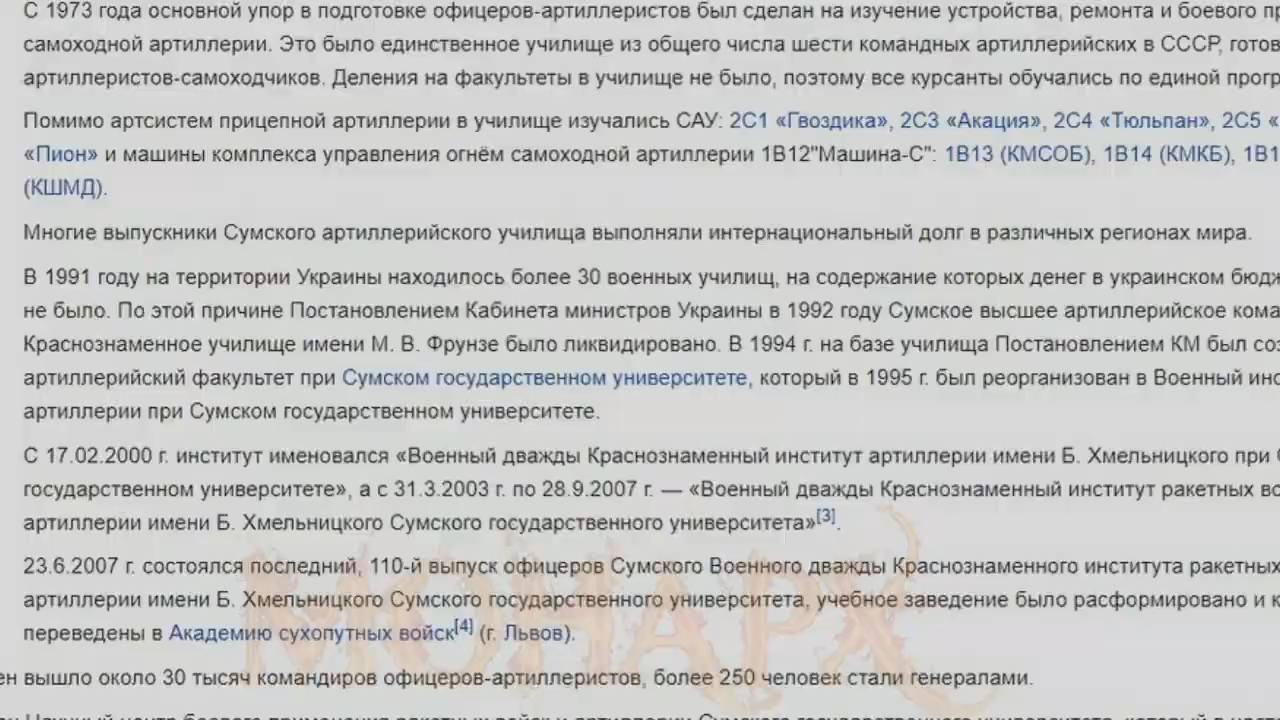 С 1973 года основной упор в подготовке офицеров-артиллеристов был сделан на изучение устройства, ремонта и боевого
самоходной артиллерии. Это было единственное училище из общего числа шести командных артиллерийских в СССР,
артиллеристов-самоходчиков. Деления на факультеты в училище не было, поэтому все курсанты обучались по единой
Помимо артсистем прицепной артиллерии в училище изучались САУ: 2С1 «Гвоздика», 2С3 «Акация», 2С4 «Тюльпан», 2С5 «
«Пион» и машины комплекса управления огнём самоходной артиллерии 1В12"Машина-С": 1В13 (КМСОБ), 1В14 (КМКБ),
(КШМД).
Многие выпускники Сумского артиллерийского училища выполняли интернациональный долг в различных регионах мира.
В 1991 году на территории Украины находилось более 30 военных училищ, на содержание которых денег в украинском
не было. По этой причине Постановлением Кабинета министров Украины в 1992 году Сумское высшее артиллерийское
Краснознаменное училище имени М. В. Фрунзе было ликвидировано. В 1994 г. на базе училища Постановлением КМ был
артиллерийский факультет при Сумском государственном университете, который в 1995 г. был реорганизован в Военный
артиллерии при Сумском государственном университете.
С 17.02.2000 г. институт именовался «Военный дважды Краснознаменный институт артиллерии имени Б. Хмельницкого при
государственном университете», а с 31.3.2003 г. по 28.9.2007 г. — «Военный дважды Краснознаменный институт ракетных
артиллерии имени Б. Хмельницкого Сумского государственного университета»[3].
23.6.2007 г. состоялся последний, 110-й выпуск офицеров Сумского Военного дважды Краснознаменного института ракетных
артиллерии имени Б. Хмельницкого Сумского государственного университета, учебное заведение было расформировано и
переведены в Академию сухопутных войск[4] (г. Львов).
вышло около 30 тысяч командиров офицеров-артиллеристов, более 250 человек стали генералами.
МОНАРХ